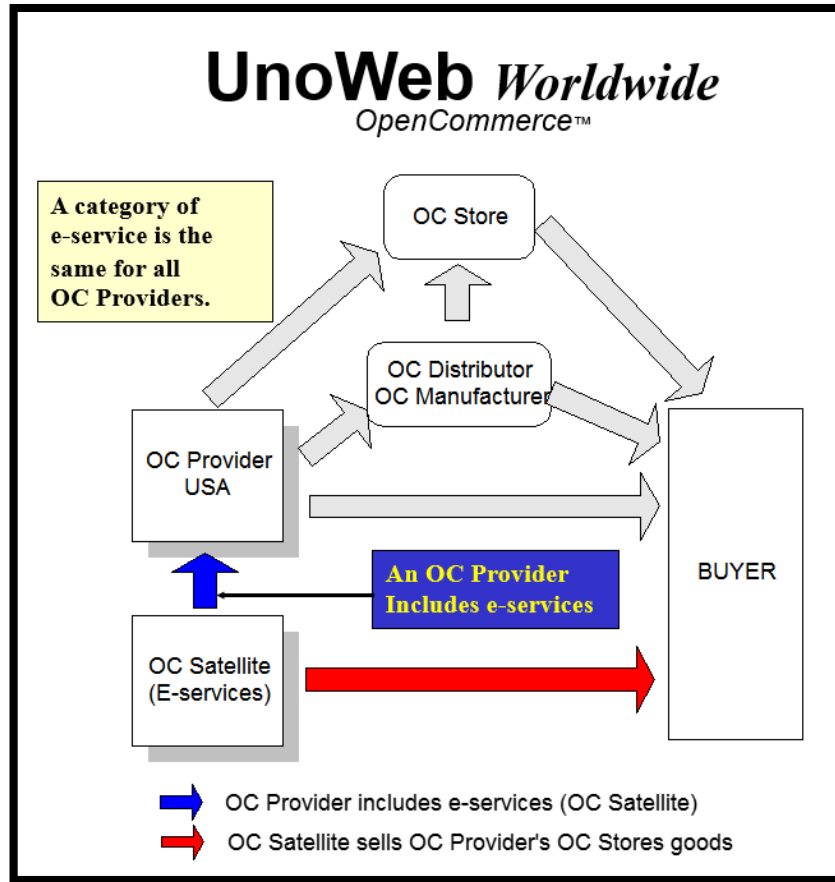 UnoWeb Worldwide
OpenCommerce™
A category of
e-service is the
same for all
OC Providers.
OC Store
OC Distributor
OC Manufacturer
OC Provider
USA
An OC Provider
Includes e-services
BUYER
OC Satellite
(E-services)
OC Provider includes e-services (OC Satellite)
OC Satellite sells OC Provider's OC Stores goods